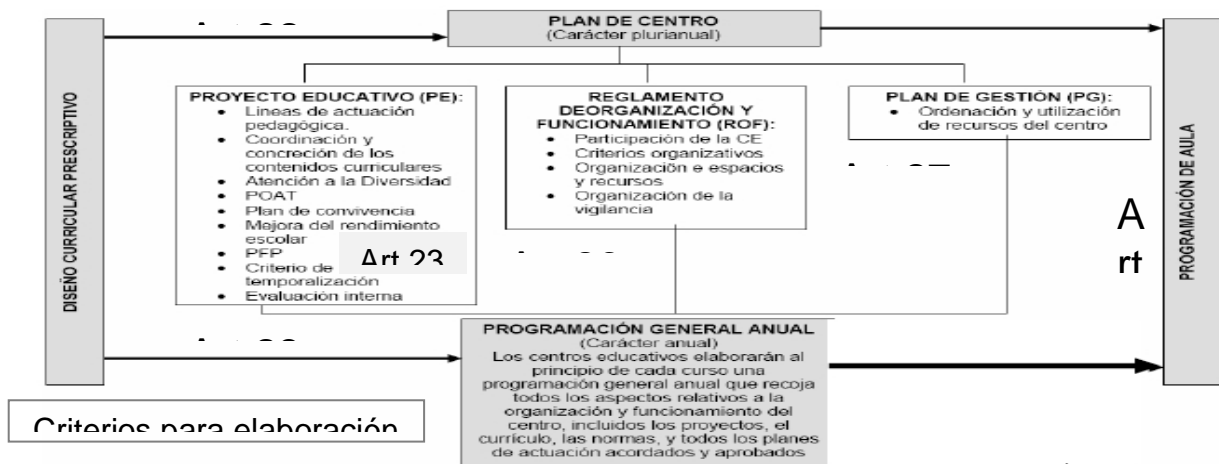 PLAN DE CENTRO
(Carácter plurianual)
DISEÑO CURRICULAR PRESCRIPTIVO
PROYECTO EDUCATIVO (PE):
• Líneas de actuación
pedagógica.
• Coordinación y
concreción de los
contenidos curriculares
• Atención a la Diversidad
• POAT
• Plan de convivencia
• Mejora del rendimiento
escolar
• PFP
• Criterio de
temporalización
• Evaluación interna
Art 23
REGLAMENTO
DEORGANIZACIÓN Y
FUNCIONAMIENTO (ROF):
• Participación de la CE
• Criterios organizativos
• Organización e espacios
y recursos
• Organización de la
vigilancia
PLAN DE GESTIÓN (PG):
• Ordenación y utilización
de recursos del centro
A
rt
PROGRAMACIÓN DE AULA
PROGRAMACIÓN GENERAL ANUAL
(Carácter anual)
Los centros educativos elaborarán al
principio de cada curso una
programación general anual que recoja
todos los aspectos relativos a la
organización y funcionamiento del
centro, incluidos los proyectos, el
currículo, las normas, y todos los planes
de actuación acordados y aprobados
Criterios para elaboración